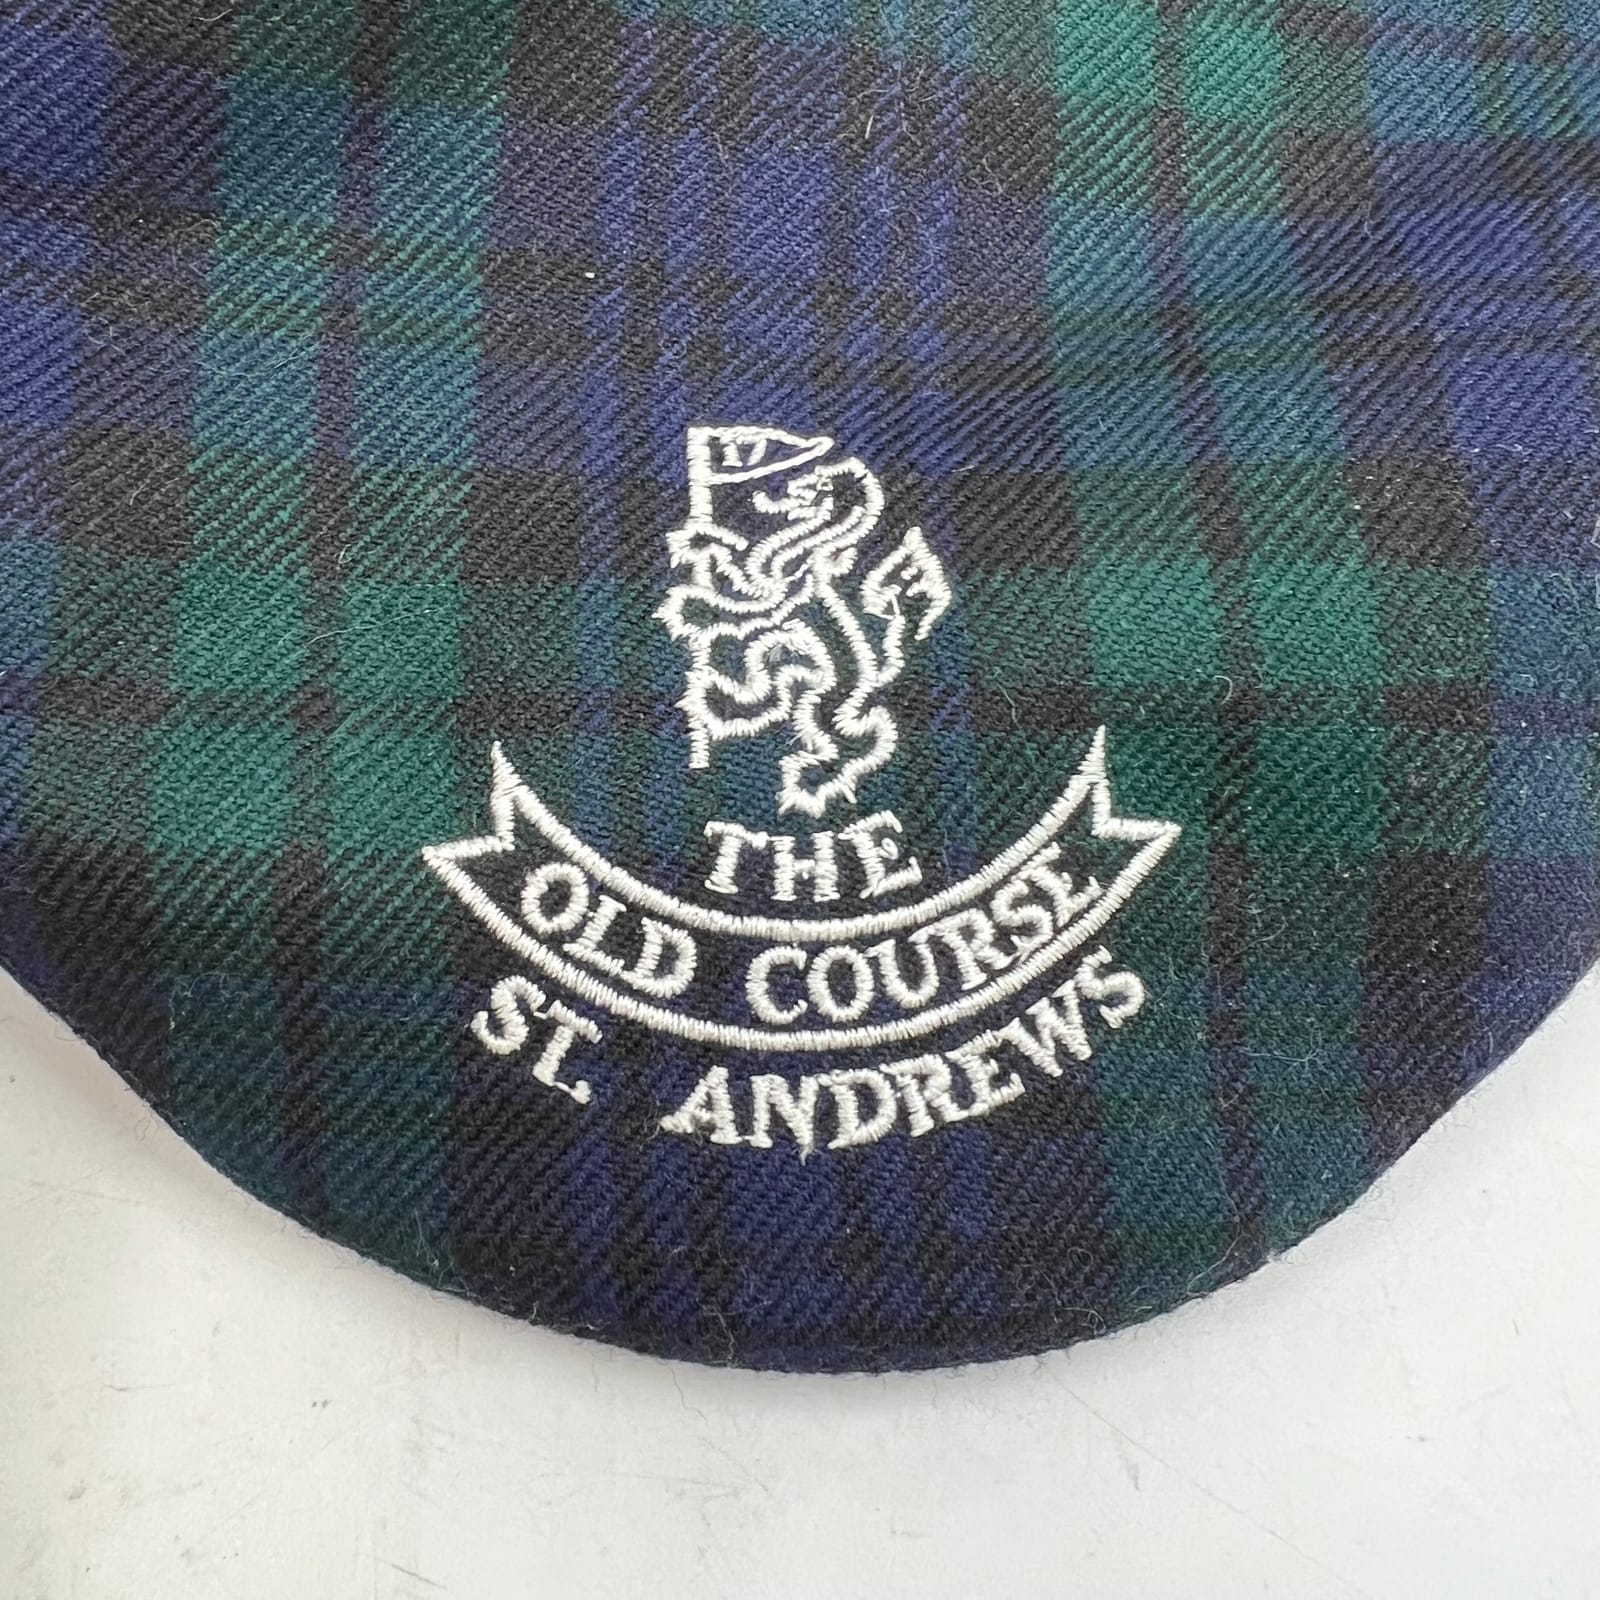 17
THE
OLD COURSE
ST. ANDREWS